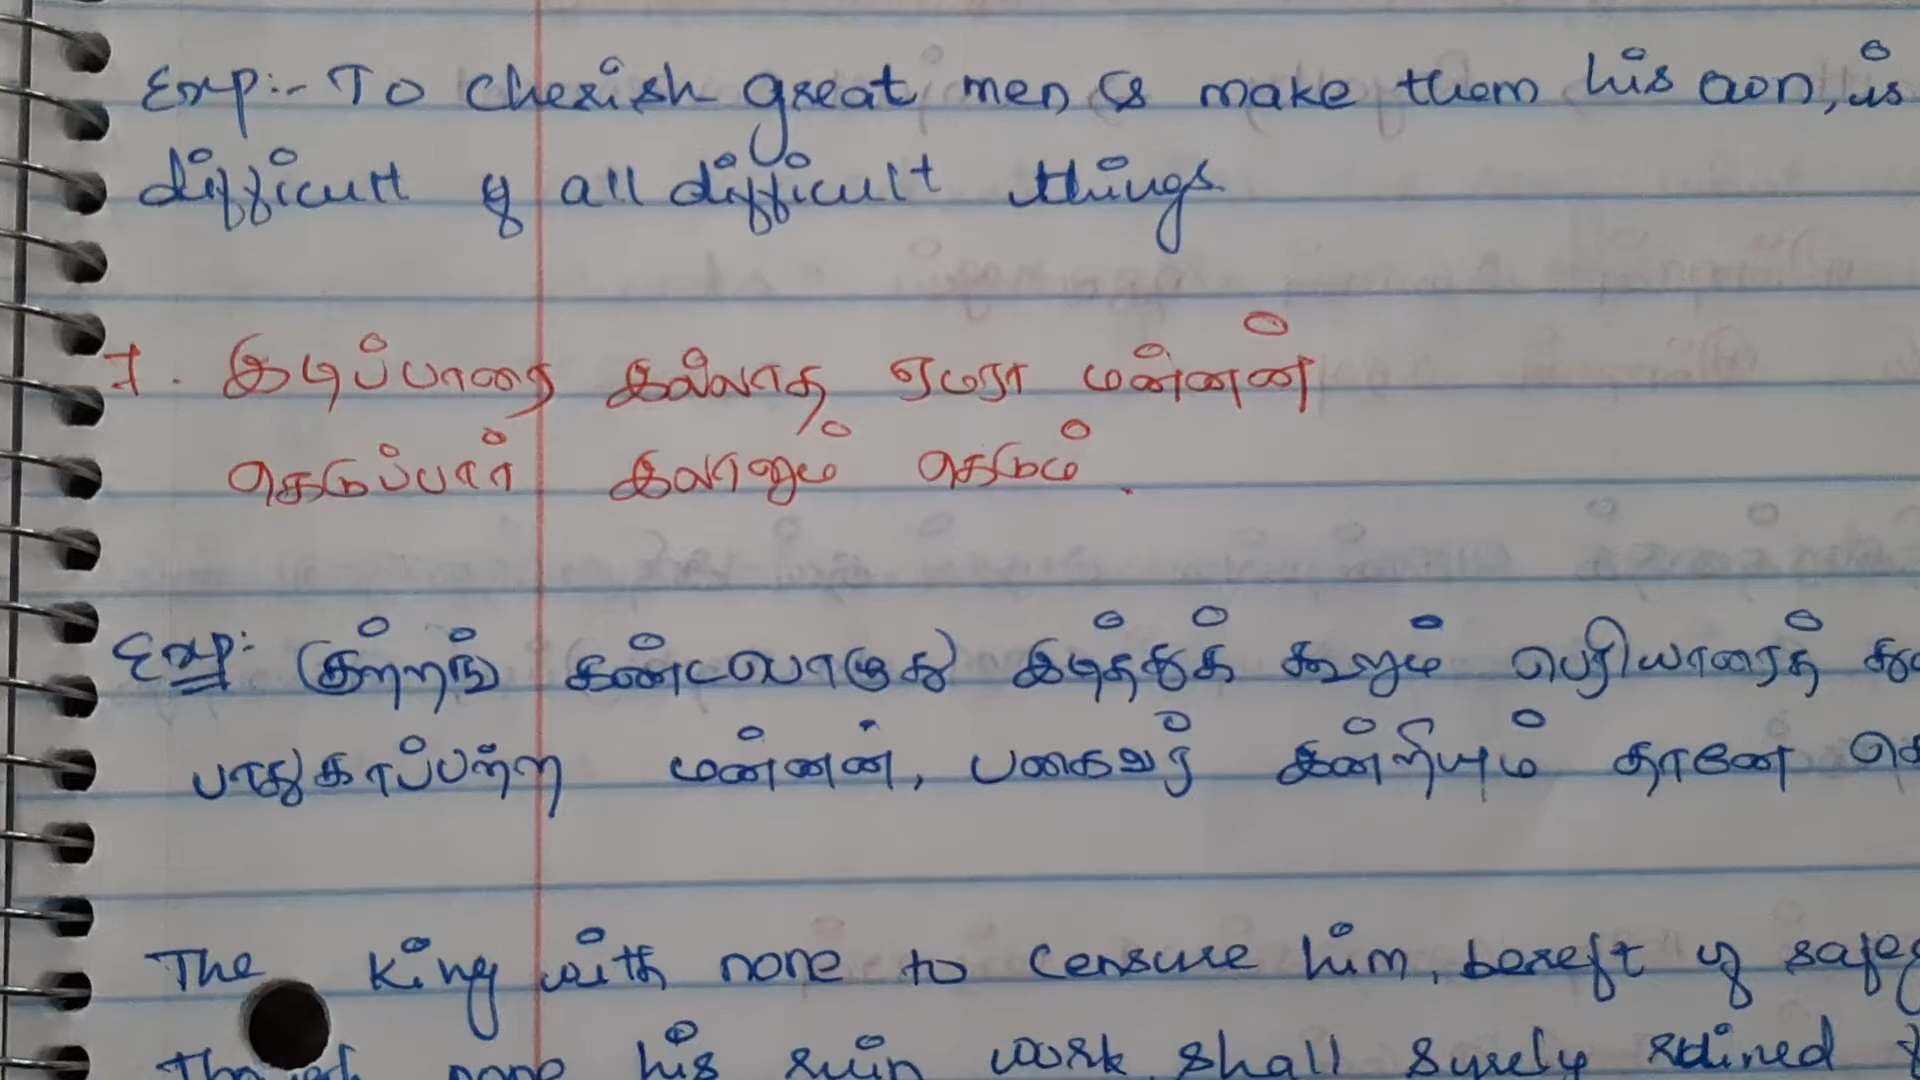 Exp:- To cherish great men & make them his own, is
difficult of all difficult things.
7. இடிப்பாரை இல்லாத ஏமரா மன்னன்
கெடுப்பார் இலானும் கெடும்.
Exp: குற்றங் கண்டபொழுது இடித்துக் கூறும் பெரியாரைத்
பாதுகாப்பற்ற மன்னன், பகைவர் இன்றியும் தானே
The King with none to censure him, bereft of
none his ruin work shall surely